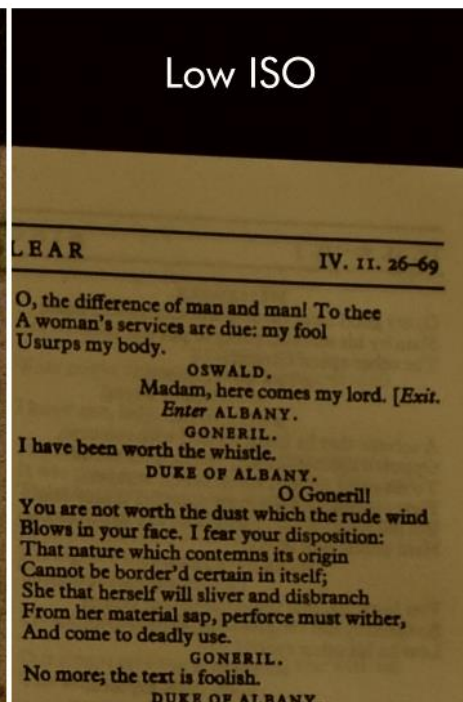 Low ISO
LEAR IV. II. 26–69
O, the difference of man and man! To thee
A woman's services are due: my fool
Usurps my body.
OSWALD.
Madam, here comes my lord. [Exit.
Enter ALBANY.
GONERIL.
I have been worth the whistle.
DUKE OF ALBANY.
O Goneril!
You are not worth the dust which the rude wind
Blows in your face. I fear your disposition:
That nature which contemns its origin
Cannot be border'd certain in itself;
She that herself will sliver and disbranch
From her material sap, perforce must wither,
And come to deadly use.
GONERIL.
No more; the text is foolish.
DUKE OF ALBANY.